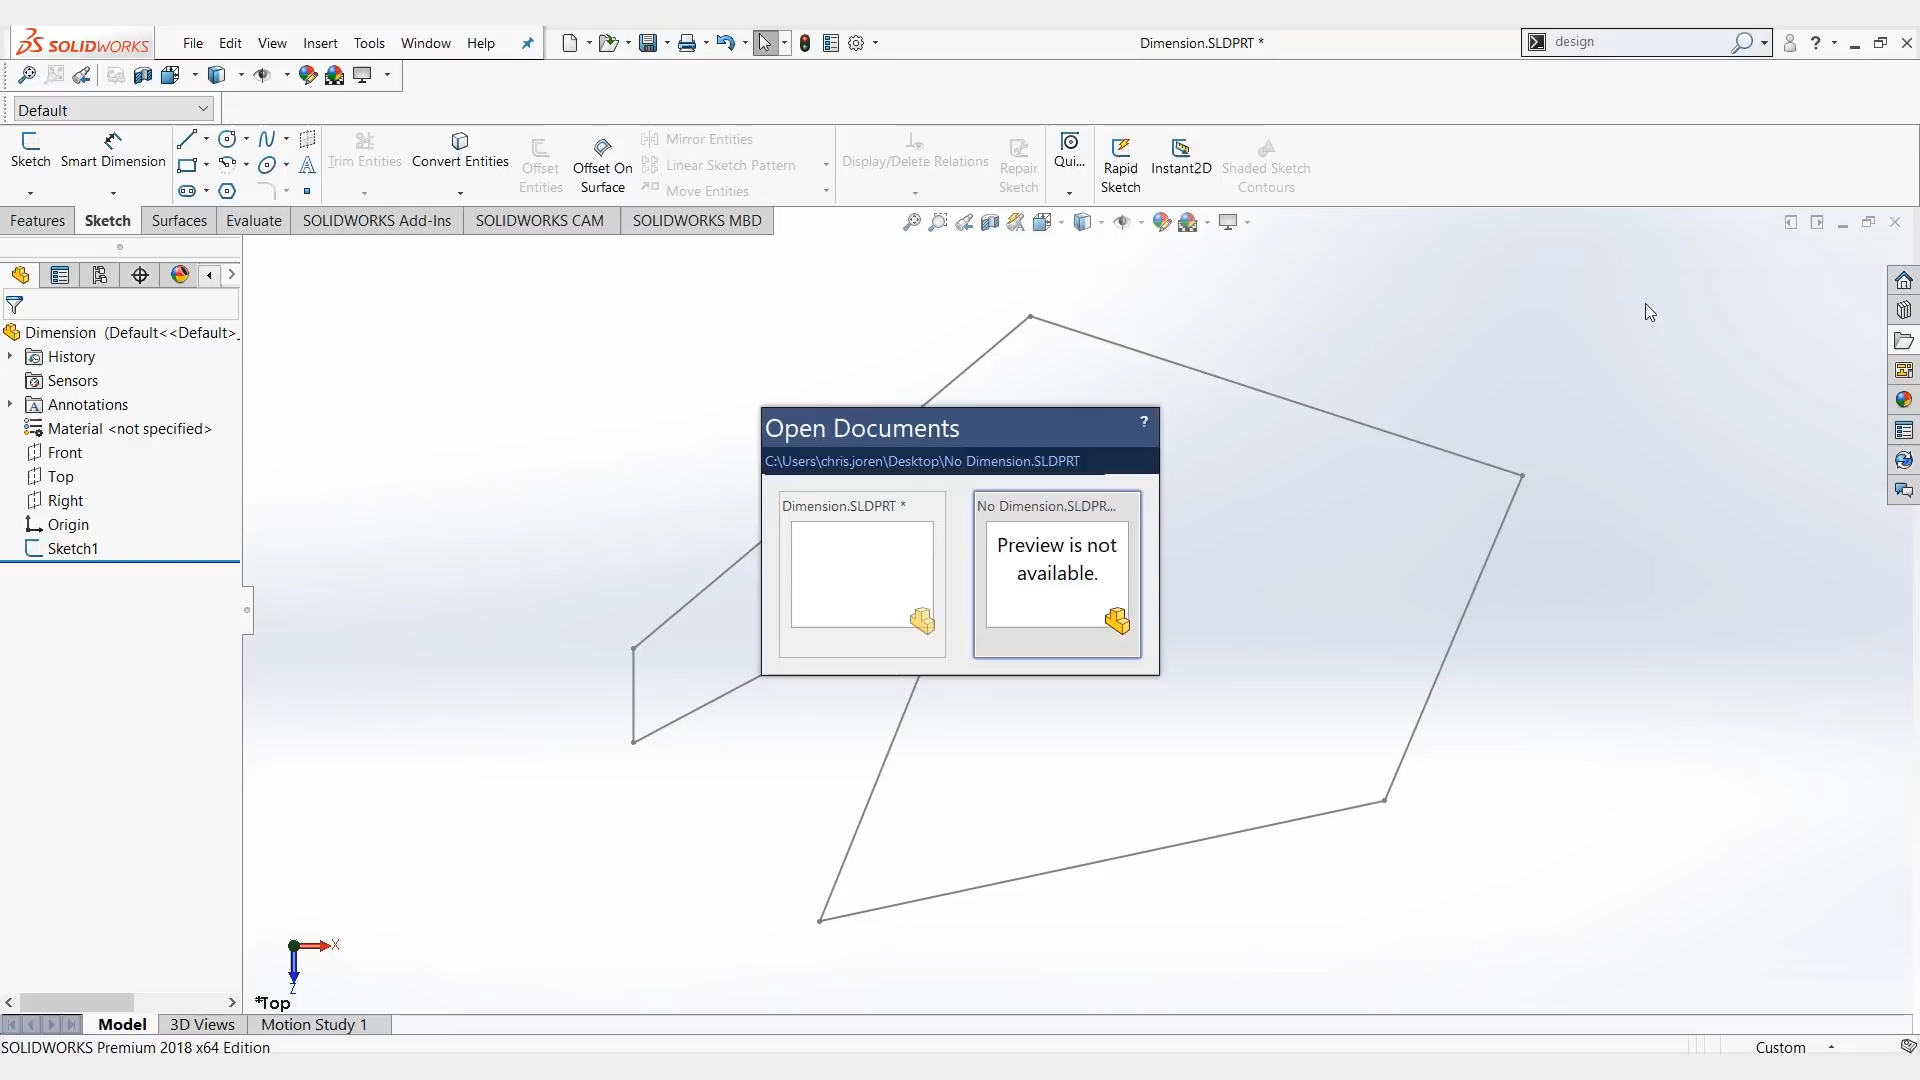 SOLIDWORKS File Edit View Insert Tools Window Help Dimension.SLDPRT * design ?
Default
Sketch Smart Dimension Trim Entities Convert Entities Offset Entities Offset On Surface Mirror Entities Linear Sketch Pattern Move Entities Display/Delete Relations Repair Sketch Qui... Rapid Sketch Instant2D Shaded Sketch Contours
Features Sketch Surfaces Evaluate SOLIDWORKS Add-Ins SOLIDWORKS CAM SOLIDWORKS MBD
Dimension (Default<<Default>_
History
Sensors
Annotations
Material <not specified>
Front
Top
Right
Origin
Sketch1
Open Documents ?
C:\Users\chris.joren\Desktop\No Dimension.SLDPRT
Dimension.SLDPRT * No Dimension.SLDPR...
Preview is not
available.
X
Z
*Top
Model 3D Views Motion Study 1
SOLIDWORKS Premium 2018 x64 Edition Custom